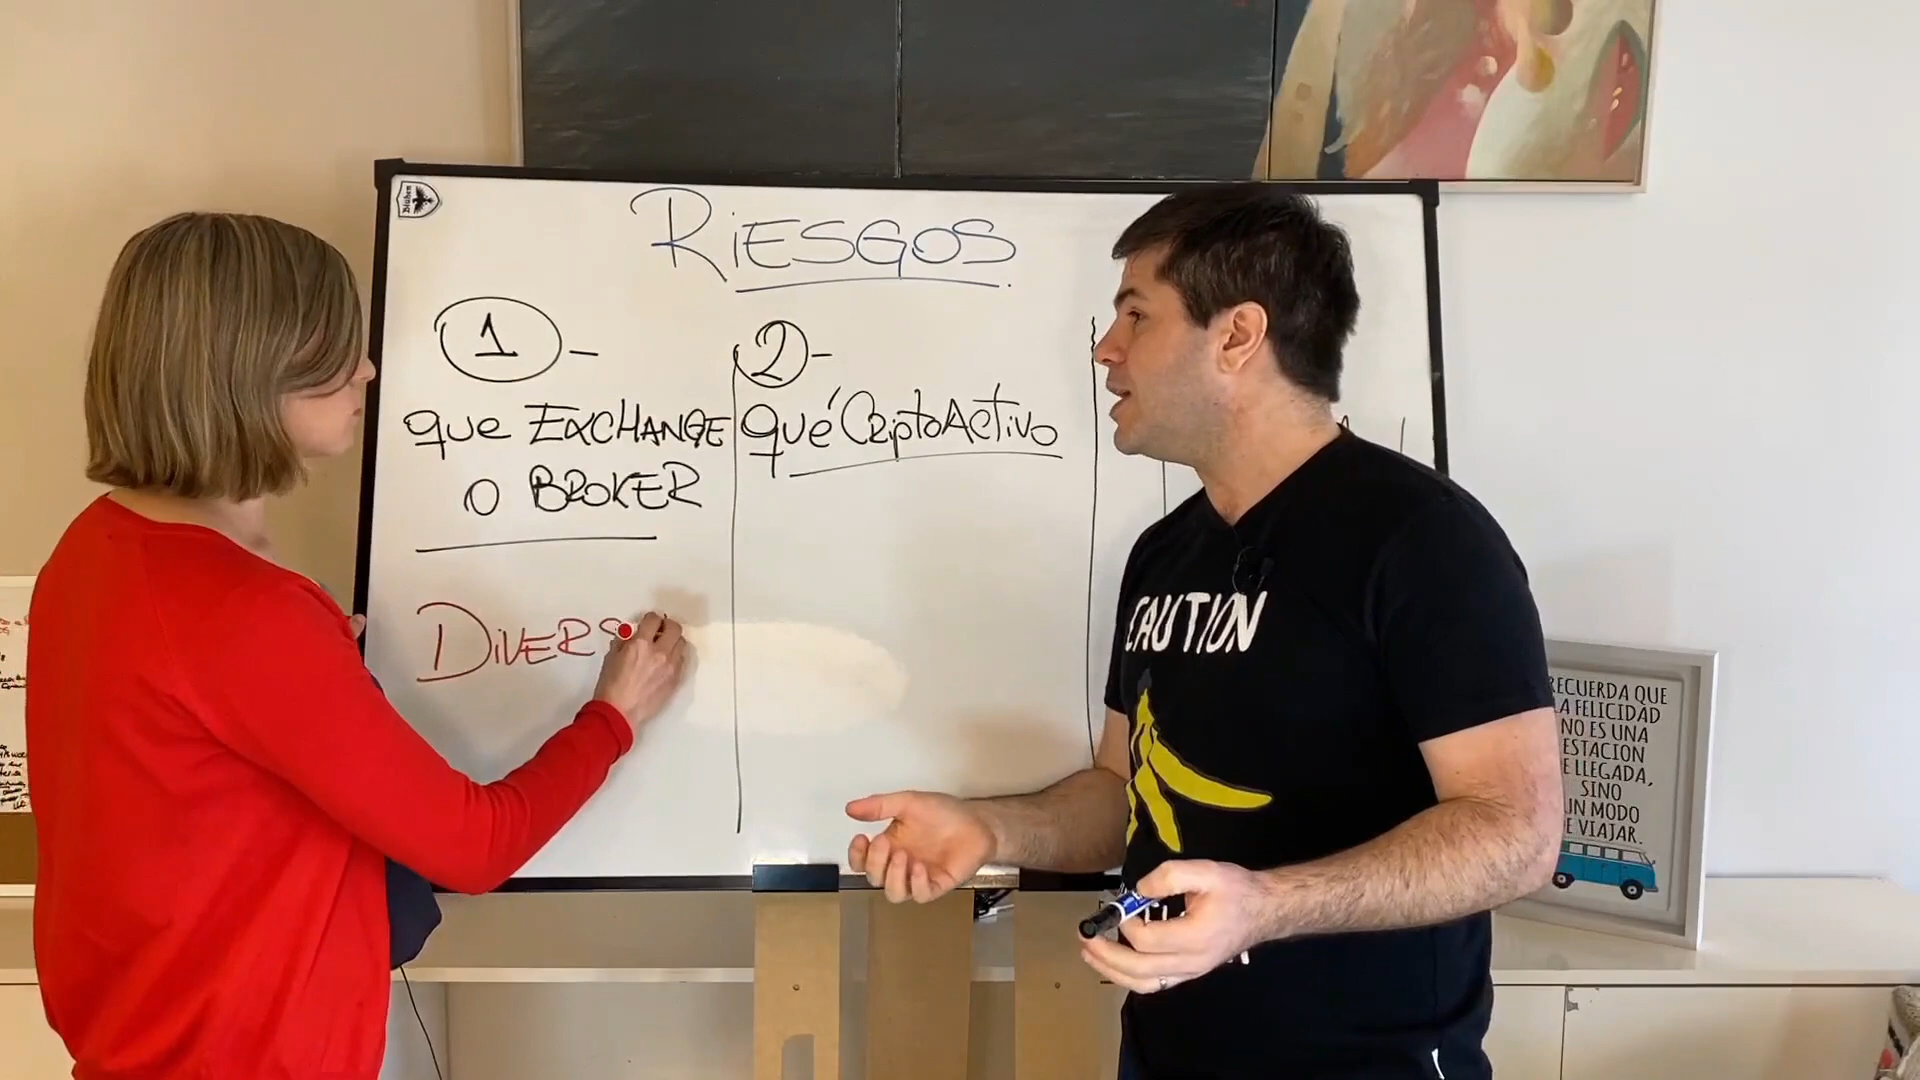 Blühen
RiESGOS
1 -
que EXCHANGE
O BROKER
DiVERS
2 -
qué CRiptoActivo
CAUTION
RECUERDA QUE
LA FELICIDAD
NO ES UNA
ESTACION
DE LLEGADA,
SINO
UN MODO
DE VIAJAR.